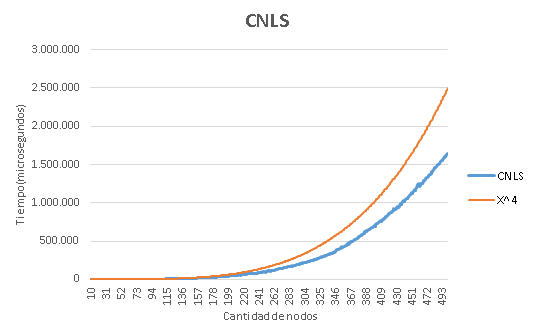 CNLS
3.000.000
2.500.000
2.000.000
1.500.000
1.000.000
500.000
0
Tiempo(microsegundos)
10 31 52 73 94 115 136 157 178 199 220 241 262 283 304 325 346 367 388 409 430 451 472 493
Cantidad de nodos
CNLS
X^4